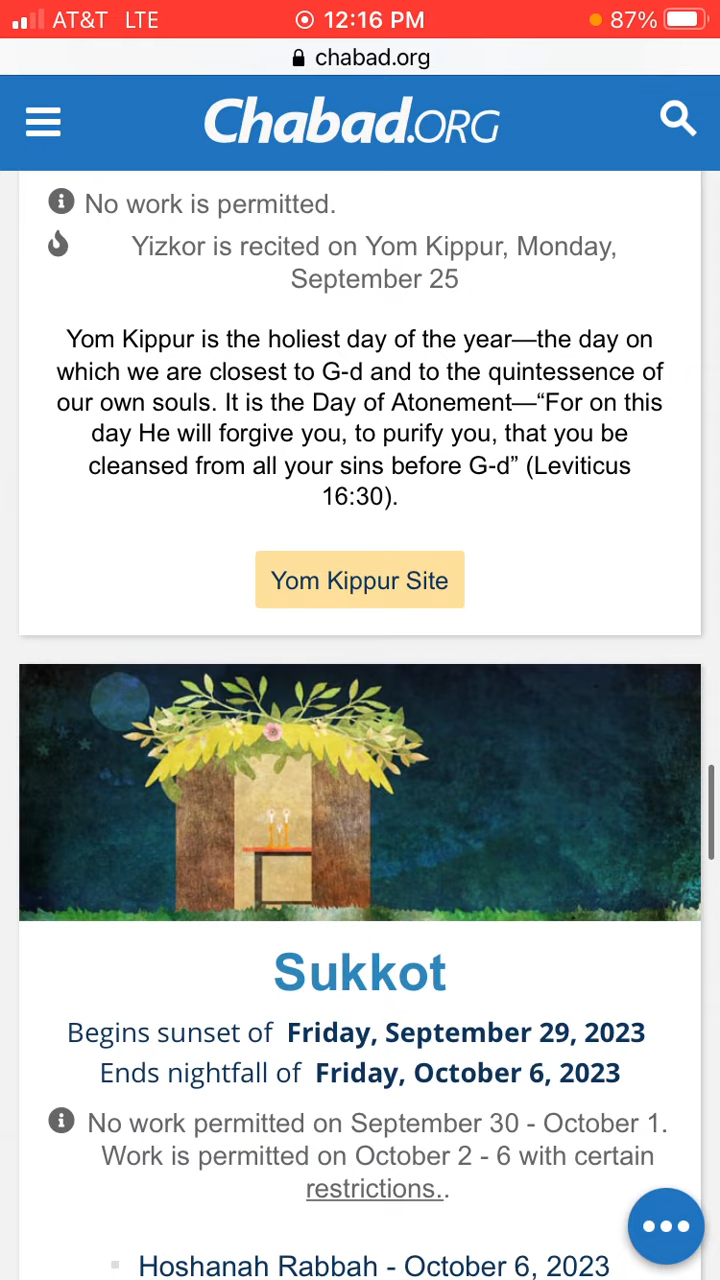 AT&T LTE 12:16 PM 87%
chabad.org
Chabad.ORG
No work is permitted.
Yizkor is recited on Yom Kippur, Monday,
September 25
Yom Kippur is the holiest day of the year—the day on
which we are closest to G-d and to the quintessence of
our own souls. It is the Day of Atonement—“For on this
day He will forgive you, to purify you, that you be
cleansed from all your sins before G-d” (Leviticus
16:30).
Yom Kippur Site
Sukkot
Begins sunset of Friday, September 29, 2023
Ends nightfall of Friday, October 6, 2023
No work permitted on September 30 - October 1.
Work is permitted on October 2 - 6 with certain
restrictions..
Hoshanah Rabbah - October 6, 2023